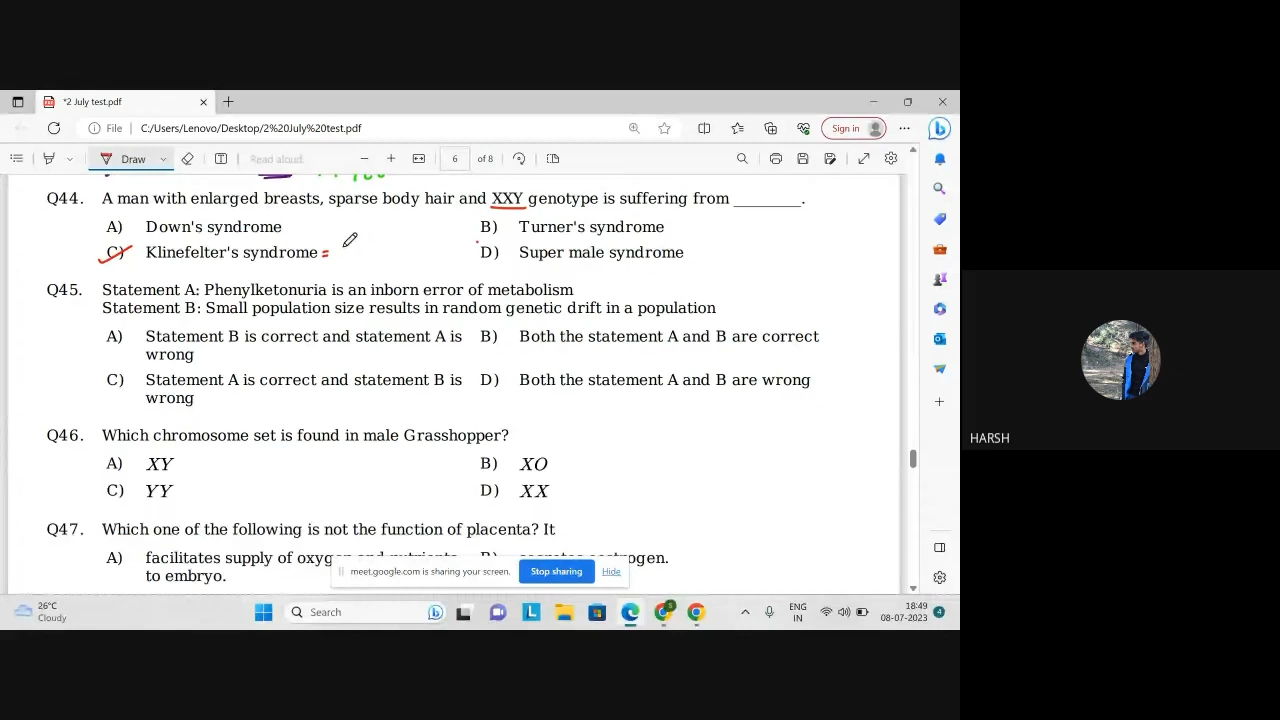 *2 July test.pdf
File
C:/Users/Lenovo/Desktop/2%20July%20test.pdf
Sign in
Draw
Read aloud
6
of 8
Q44. A man with enlarged breasts, sparse body hair and XXY genotype is suffering from ________.
A) Down's syndrome
B) Turner's syndrome
C) Klinefelter's syndrome =
D) Super male syndrome
Q45. Statement A: Phenylketonuria is an inborn error of metabolism
Statement B: Small population size results in random genetic drift in a population
A) Statement B is correct and statement A is
wrong
B) Both the statement A and B are correct
C) Statement A is correct and statement B is
wrong
D) Both the statement A and B are wrong
Q46. Which chromosome set is found in male Grasshopper?
A) XY
B) XO
C) YY
D) XX
Q47. Which one of the following is not the function of placenta? It
A) facilitates supply of oxygen and nutrients
to embryo.
meet.google.com is sharing your screen.
Stop sharing
Hide
HARSH
26°C
Cloudy
Search
ENG
IN
18:49
08-07-2023
4